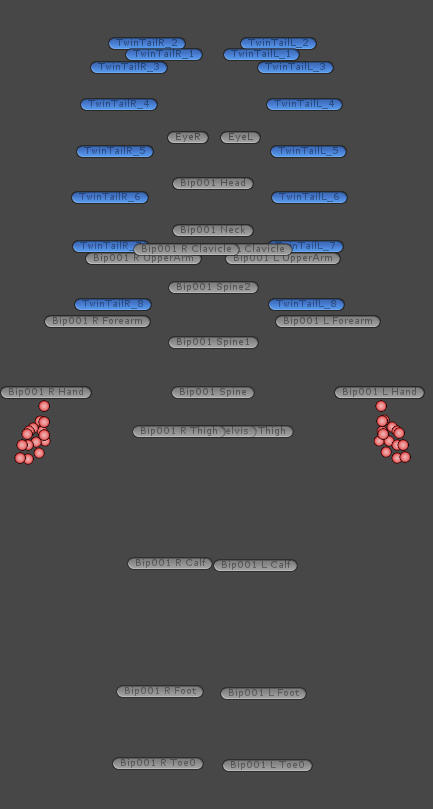 TwinTailR_2 TwinTailL_2
TwinTailR_1 TwinTailL_1
TwinTailR_3 TwinTailL_3
TwinTailR_4 TwinTailL_4
EyeR EyeL
TwinTailR_5 TwinTailL_5
Bip001 Head
TwinTailR_6 TwinTailL_6
Bip001 Neck
TwinTailR_ TwinTailL_7
Bip001 R Clavicle Clavicle
Bip001 R UpperArm Bip001 L UpperArm
Bip001 Spine2
TwinTailR_8 TwinTailL_8
Bip001 R Forearm Bip001 L Forearm
Bip001 Spine1
Bip001 R Hand Bip001 Spine Bip001 L Hand
Bip001 R Thigh elvis Thigh
Bip001 R Calf Bip001 L Calf
Bip001 R Foot Bip001 L Foot
Bip001 R Toe0 Bip001 L Toe0